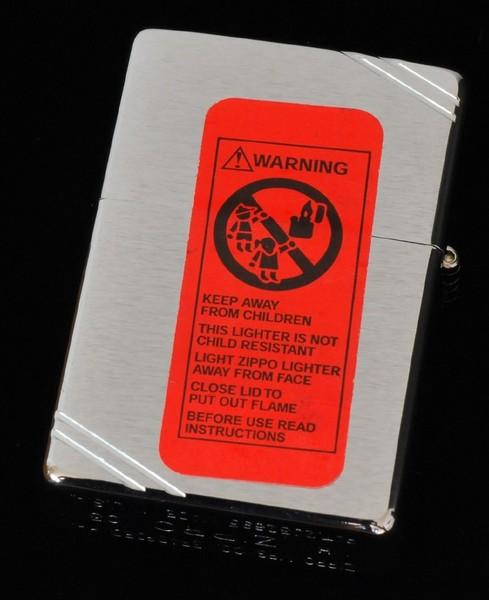 WARNING
KEEP AWAY
FROM CHILDREN
THIS LIGHTER IS NOT
CHILD RESISTANT
LIGHT ZIPPO LIGHTER
AWAY FROM FACE
CLOSE LID TO
PUT OUT FLAME
BEFORE USE READ
INSTRUCTIONS